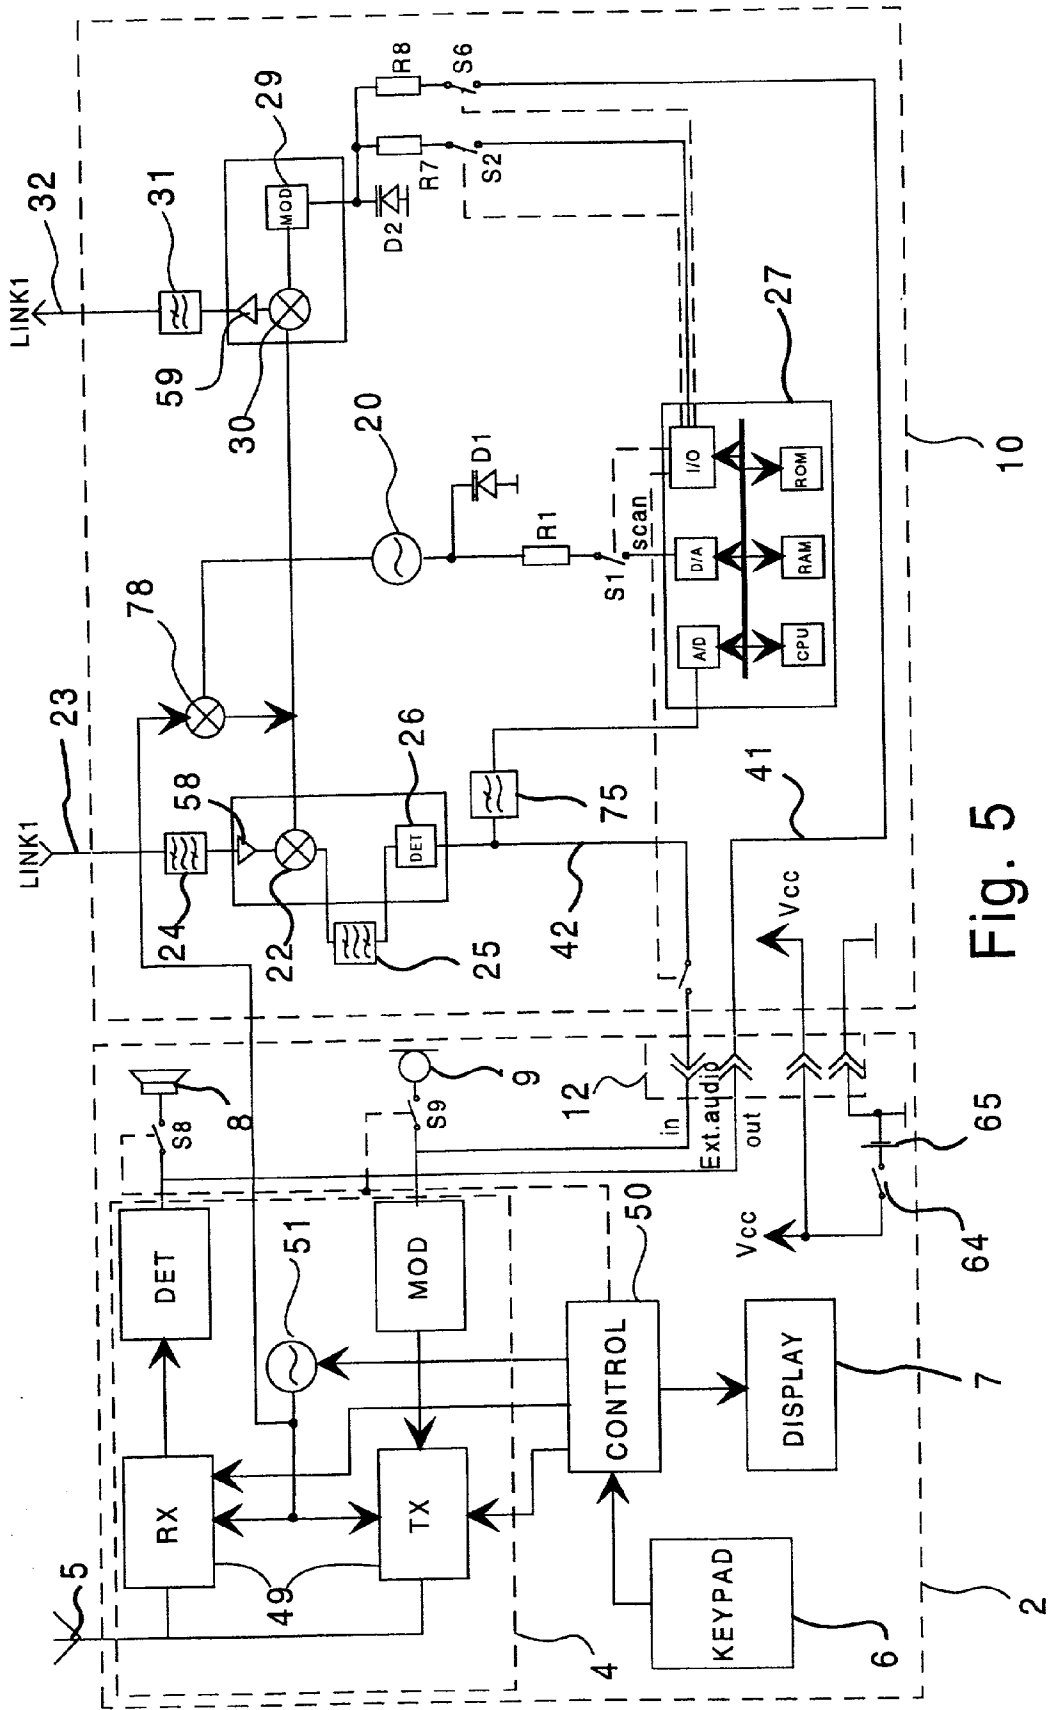 5
RX
DET
S8
8
49
51
TX
MOD
S9
9
4
in
Ext.audio
out
12
CONTROL
50
Vcc
64
65
KEYPAD
6
DISPLAY
7
2
LINK1
23
24
58
22
25
DET
26
42
75
41
Vcc
78
20
D1
R1
S1
scan
A/D
D/A
I/O
CPU
RAM
ROM
27
LINK1
32
31
59
30
MOD
29
D2
R7
R8
S2
S6
10
Fig. 5